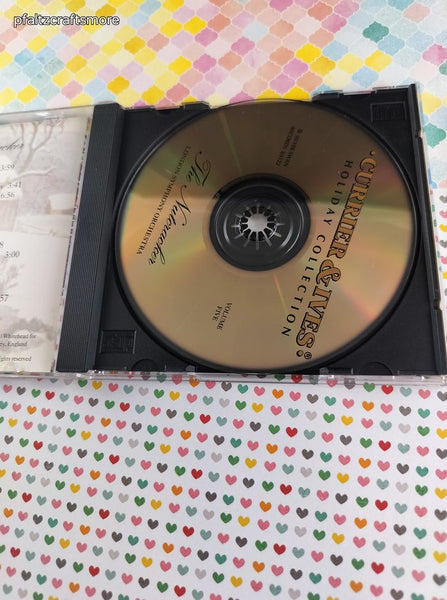 pfaltzcraftsmore
CURRIER & IVES
HOLIDAY COLLECTION
The Nutcracker
LONDON SYMPHONY ORCHESTRA
VOLUME
FIVE
3:59
3:41
6:56
3:00
57
Whitehead for
England
rights reserved